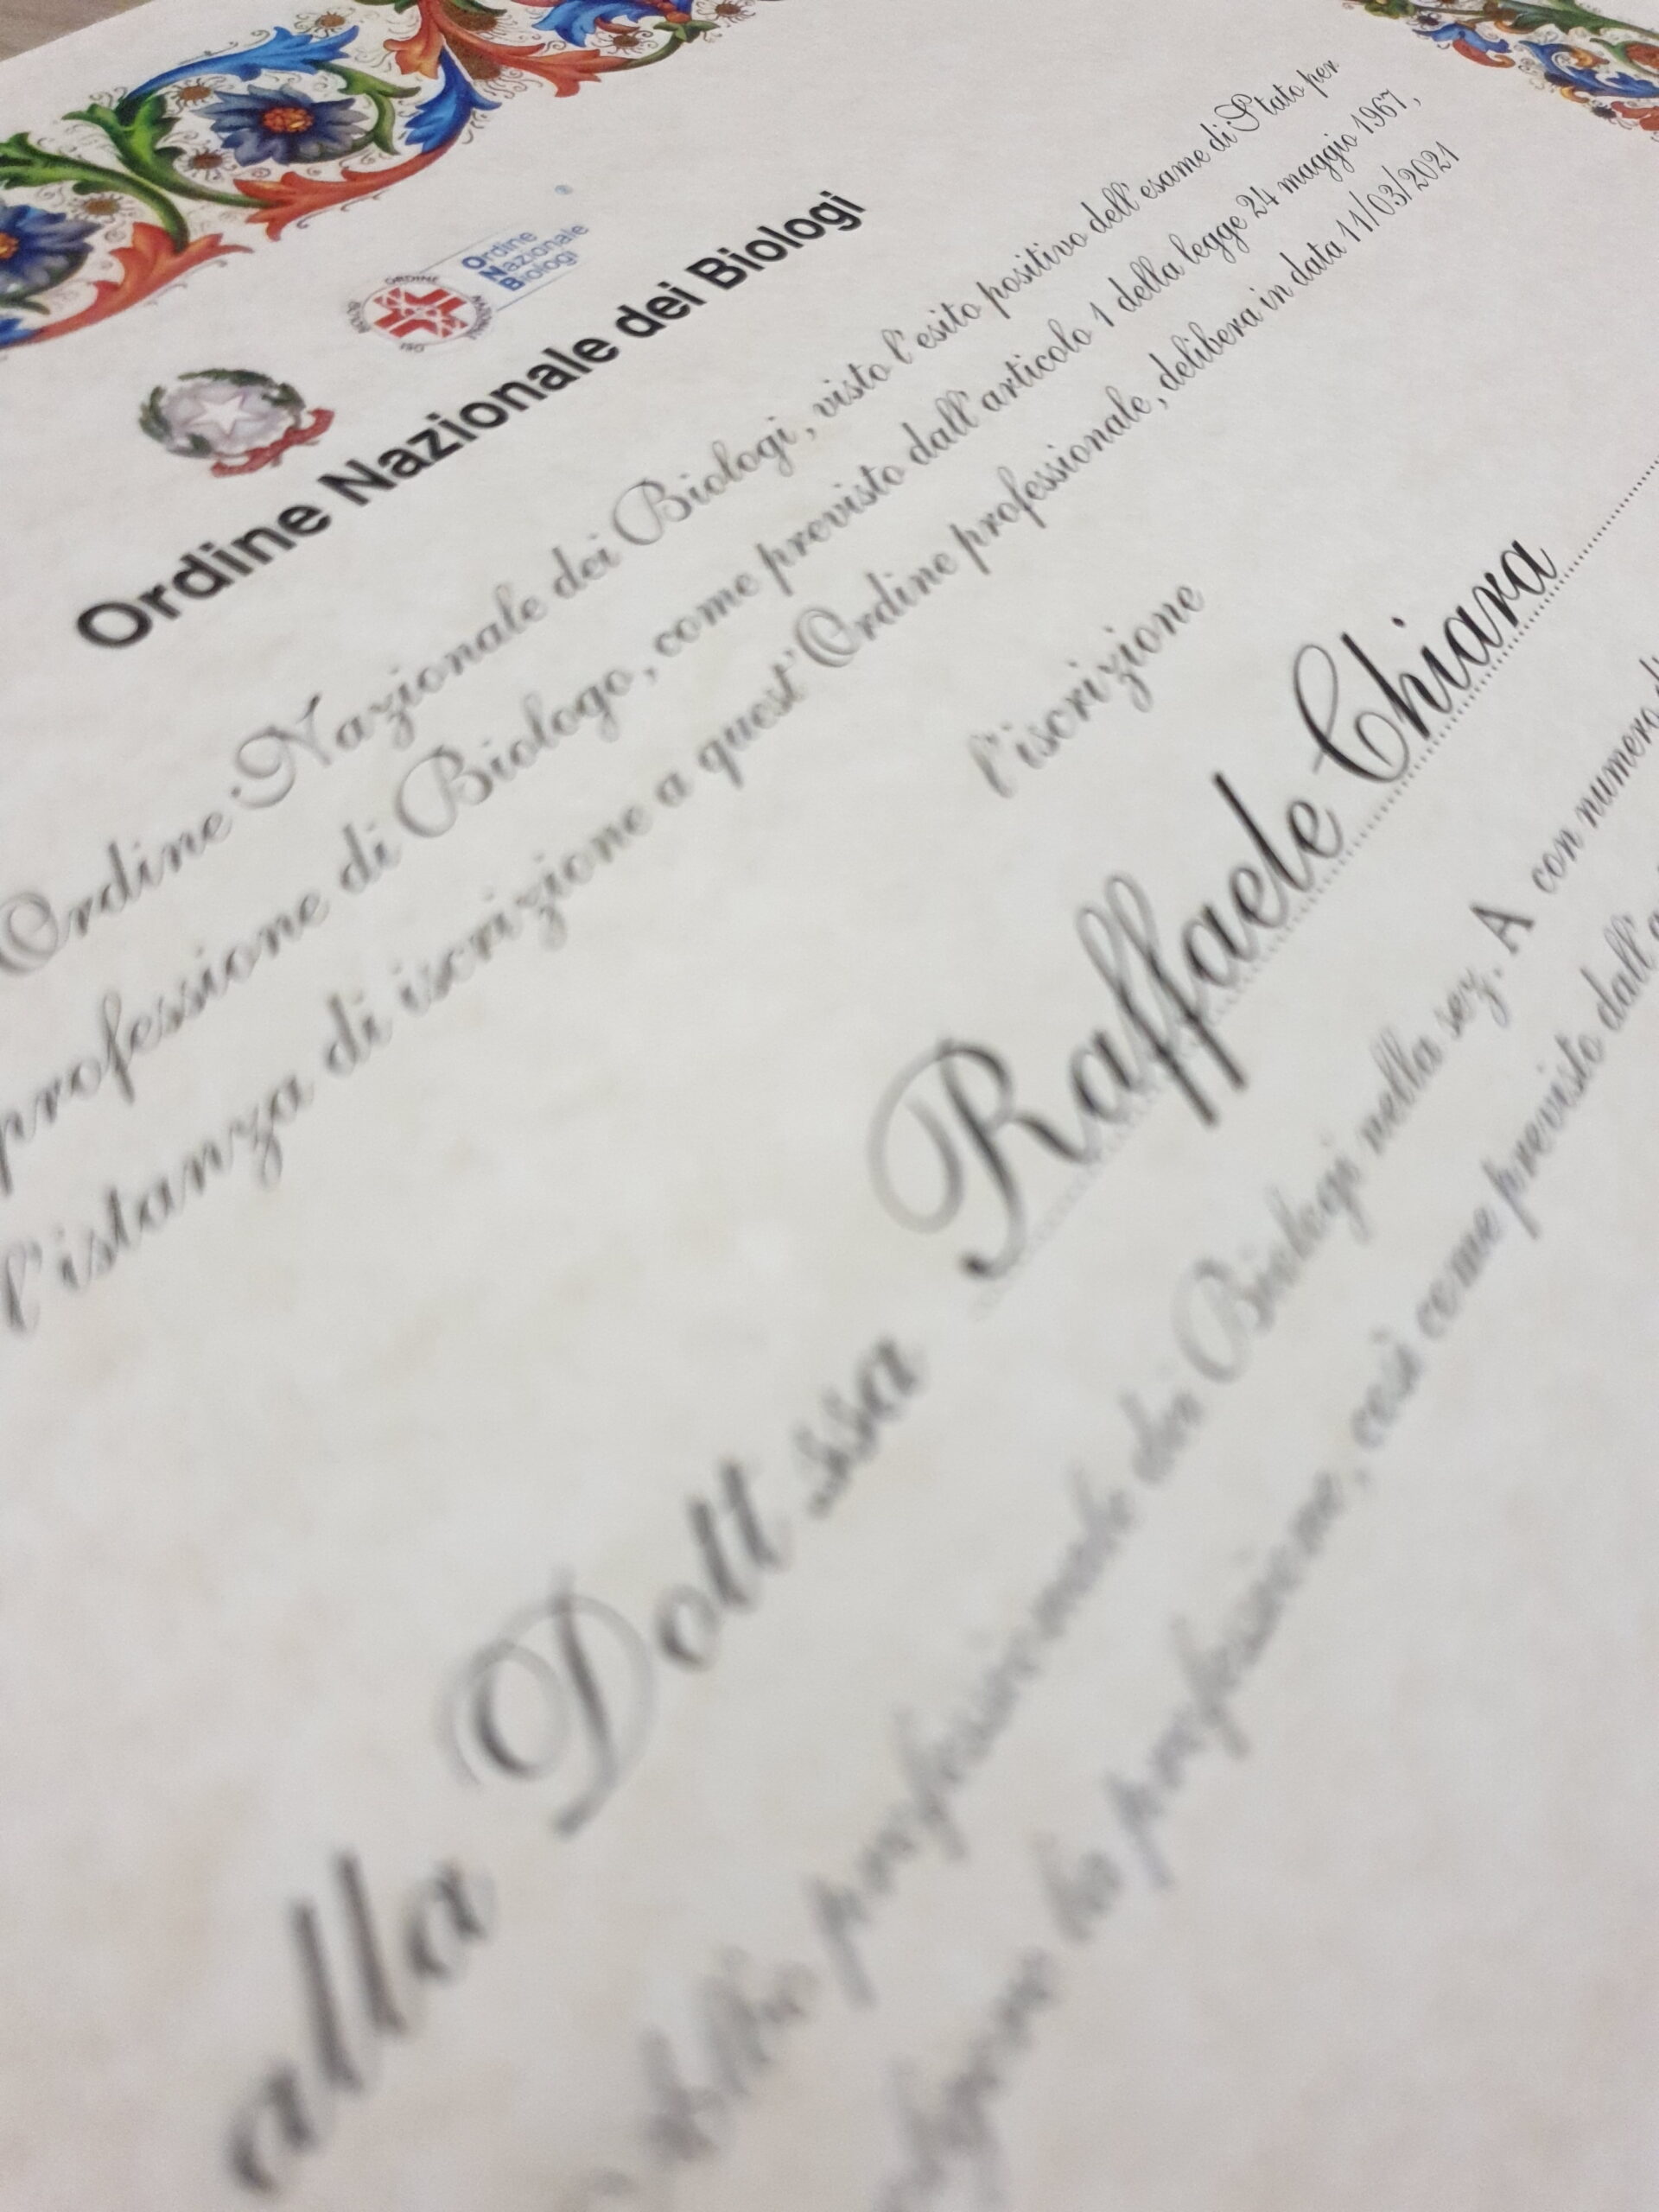 Ordine
Nazionale
Biologi
ORDINE
Ordine Nazionale dei Biologi
Ordine Nazionale dei Biologi, visto l'esito positivo dell'esame di Stato per
professione di Biologo, come previsto dall'articolo 1 della legge 24 maggio 1967,
l'istanza di iscrizione a quest'Ordine professionale, delibera in data 11/03/2021
l'iscrizione
alla Dott.ssa Raffaele Chiara
professionale dei Biologi nella sez. A con numero di
la professione, così come previsto dall'